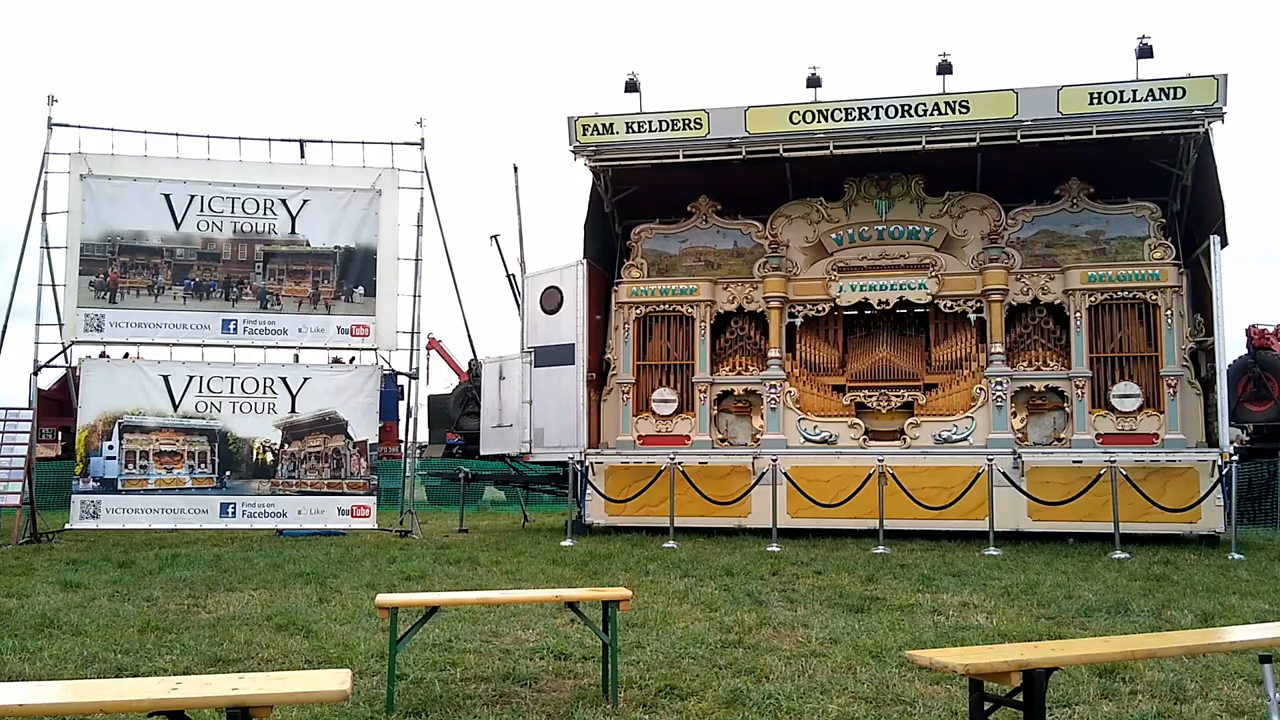 FAM. KELDERS
CONCERTORGANS
HOLLAND
VICTORY
ON TOUR
VICTORYONTOUR.COM
Find us on
Facebook
Like
YouTube
VICTORY
ON TOUR
VICTORYONTOUR.COM
Find us on
Facebook
Like
YouTube
VICTORY
J.VERBEECK
ANTWERP
BELGIUM